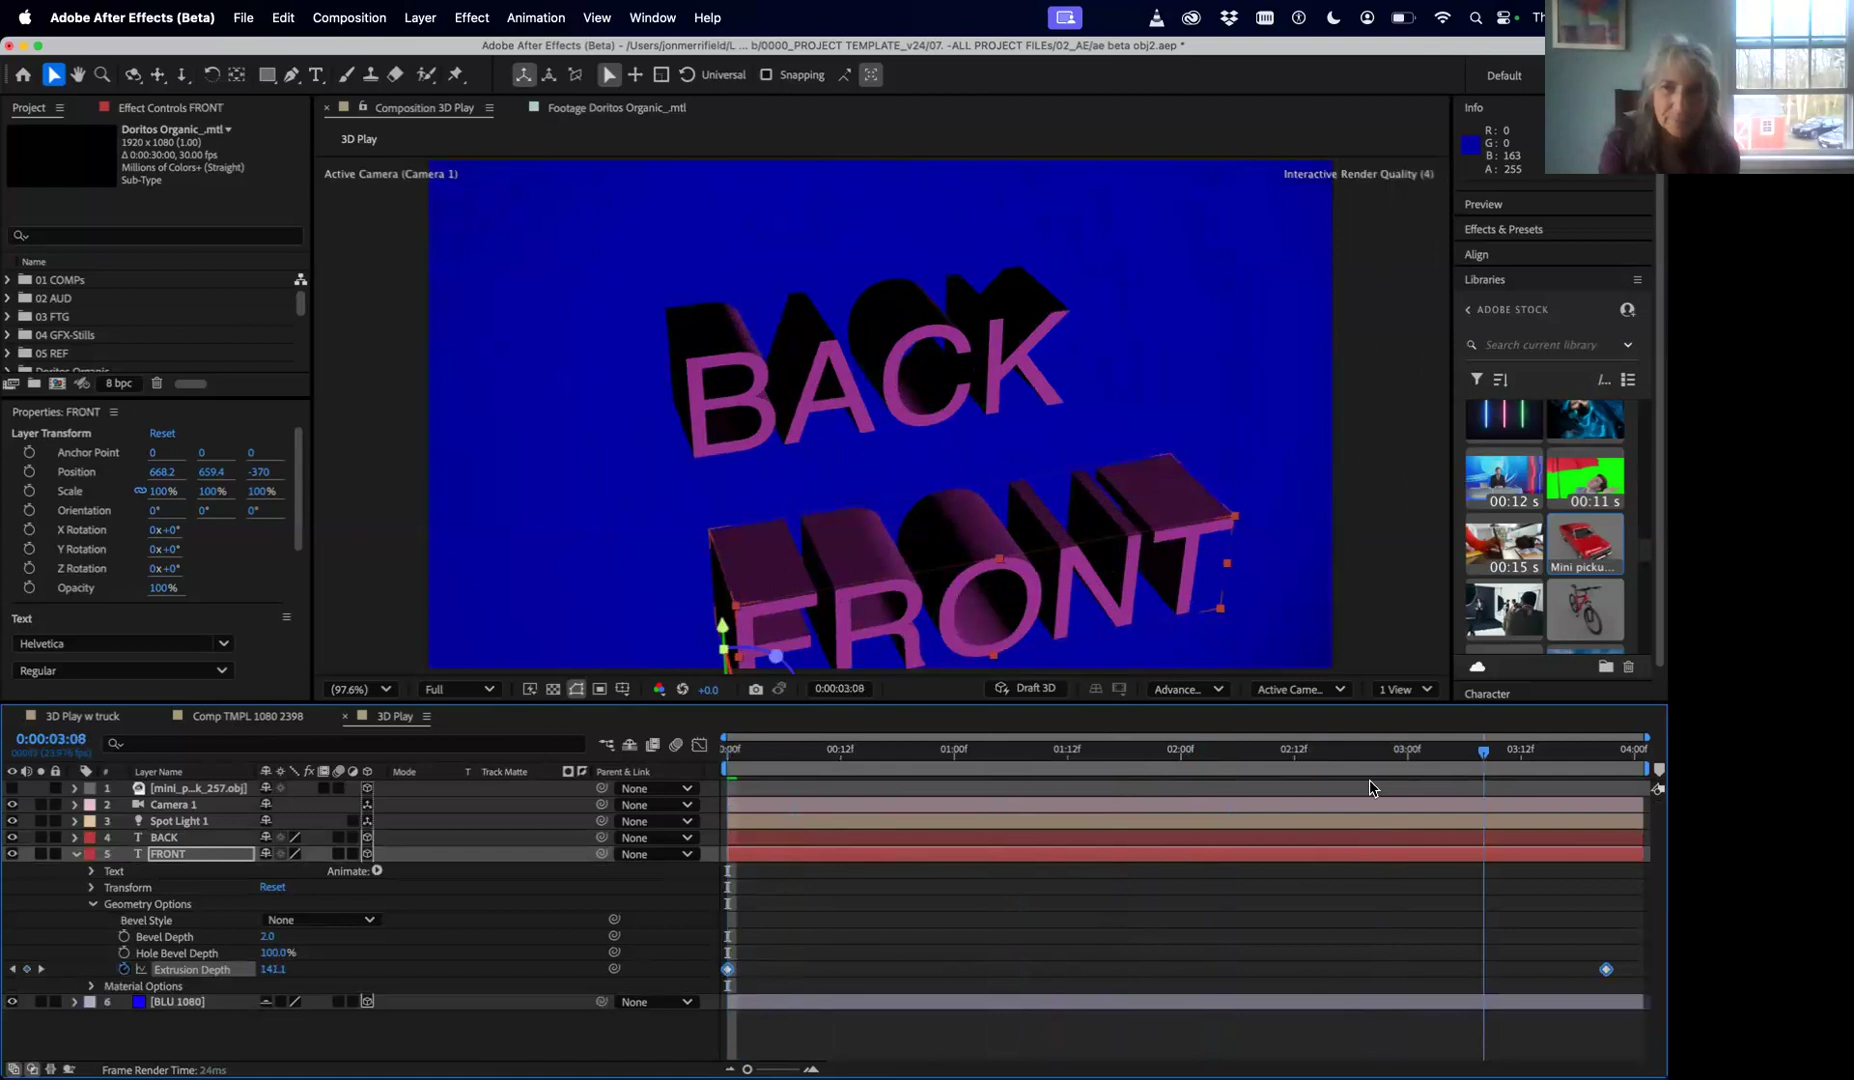 After Effects (Beta) File Edit Composition Layer Effect Animation View Window Help
Adobe After Effects (Beta) - /Users/jonmerrifield/L ... b/0000_PROJECT TEMPLATE_v24/07. -ALL PROJECT FILEs/02_AE/ae beta obj2.aep *
Universal Snapping Default
Project Effect Controls FRONT Composition 3D Play Footage Doritos Organic_.mtl Info
Doritos Organic_.mtl
1920 x 1080 (1.00)
Δ 0:00:30:00, 30.00 fps
Millions of Colors+ (Straight)
Sub-Type
3D Play
R: 0
G: 0
B: 163
A: 255
Active Camera (Camera 1) Interactive Render Quality (4)
Preview
Effects & Presets
Align
Libraries
ADOBE STOCK
Search current library
Name
01 COMPs
02 AUD
03 FTG
04 GFX-Stills
05 REF
8 bpc
BACK
FRONT
00:12 s 00:11 s
00:15 s Mini picku...
Character
Properties: FRONT
Layer Transform Reset
Anchor Point 0 0 0
Position 668.2 659.4 -370
Scale 100% 100% 100%
Orientation 0° 0° 0°
X Rotation 0x+0°
Y Rotation 0x+0°
Z Rotation 0x+0°
Opacity 100%
Text
Helvetica
Regular
(97.6%) Full +0.0 0:00:03:08 Draft 3D Advance... Active Came... 1 View
3D Play w truck Comp TMPL 1080 2398 3D Play
0:00:03:08
(23.976 fps)
0:00f 00:12f 01:00f 01:12f 02:00f 02:12f 03:00f 03:12f 04:00f
# Layer Name Mode T Track Matte Parent & Link
1 [mini_p...k_257.obj] None
2 Camera 1 None
3 Spot Light 1 None
4 T BACK None
5 T FRONT None
Text Animate:
Transform Reset
Geometry Options
Bevel Style None
Bevel Depth 2.0
Hole Bevel Depth 100.0%
Extrusion Depth 141.1
Material Options
6 [BLU 1080] None
Frame Render Time: 24ms